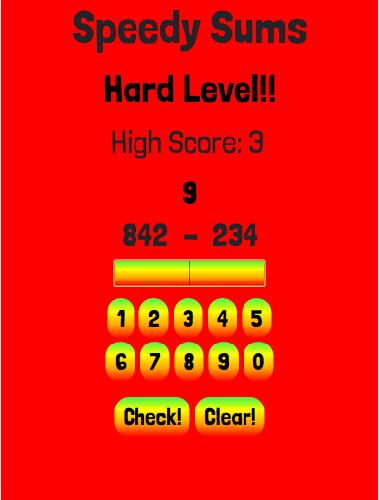 Speedy Sums
Hard Level!!
High Score: 3
9
842 - 234
1 2 3 4 5
6 7 8 9 0
Check! Clear!